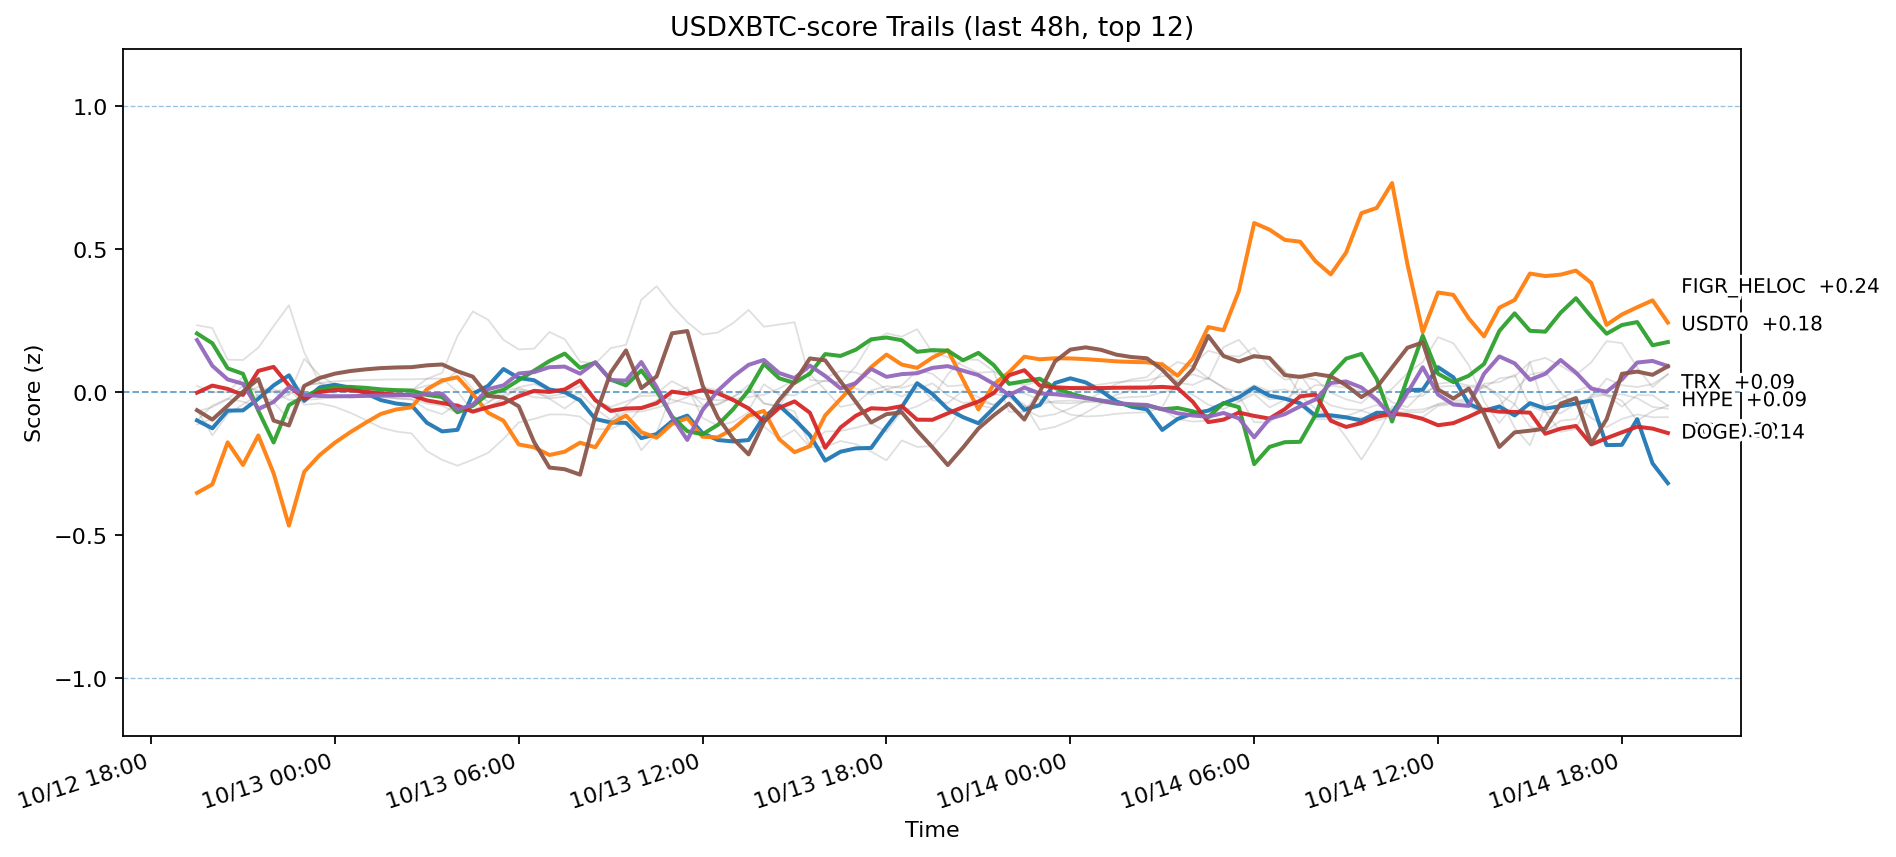 USDXBTC-score Trails (last 48h, top 12)
Score (z)
1.0
0.5
0.0
−0.5
−1.0
FIGR_HELOC +0.24
USDT0 +0.18
TRX +0.09
HYPE +0.09
DOGE -0.14
10/12 18:00
10/13 00:00
10/13 06:00
10/13 12:00
10/13 18:00
10/14 00:00
10/14 06:00
10/14 12:00
10/14 18:00
Time